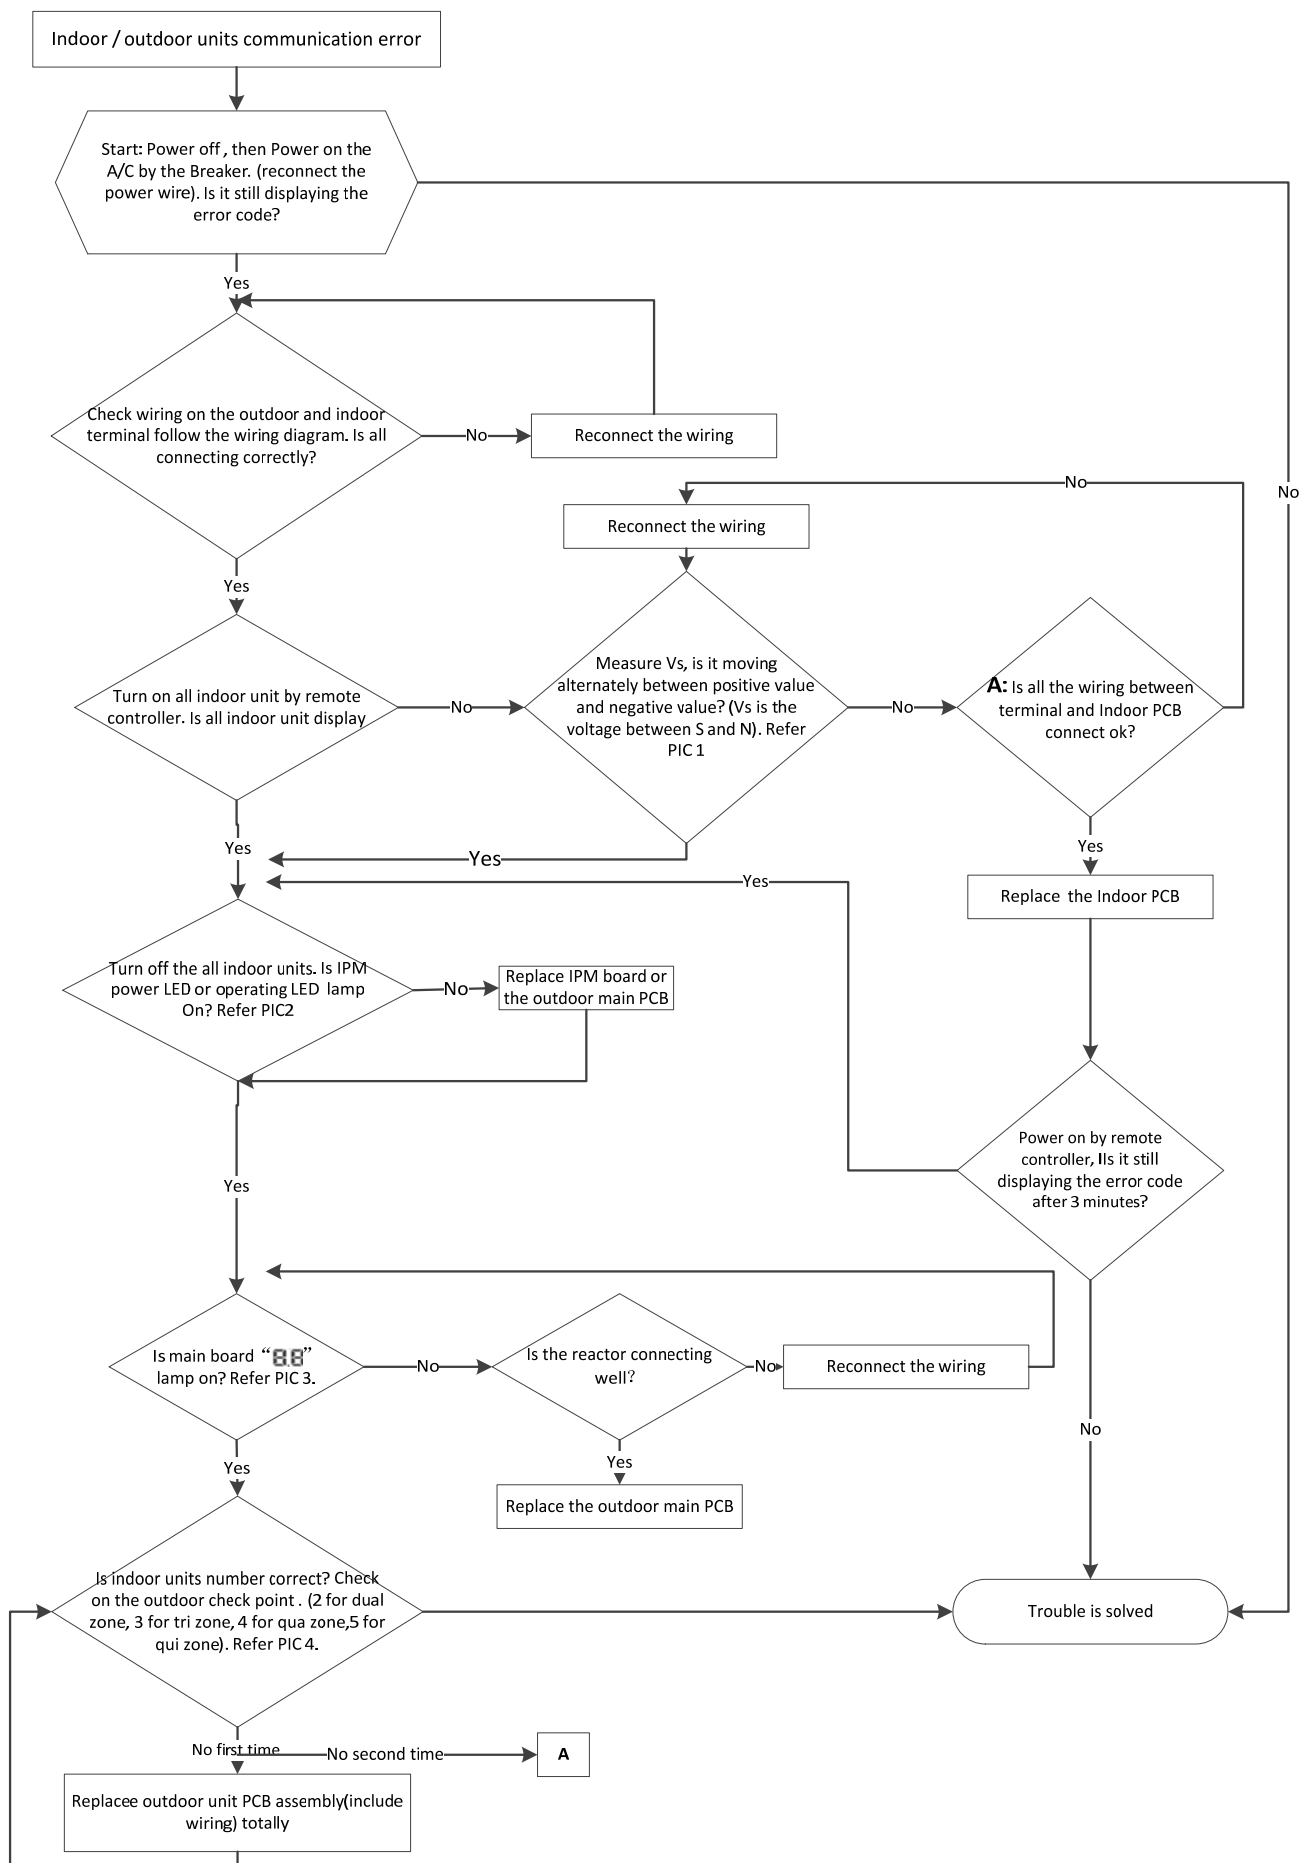 Indoor / outdoor units communication error
Start: Power off , then Power on the
A/C by the Breaker. (reconnect the
power wire). Is it still displaying the
error code?
No
Yes
Check wiring on the outdoor and indoor
terminal follow the wiring diagram. Is all
connecting correctly?
No
Reconnect the wiring
No
Reconnect the wiring
Yes
Turn on all indoor unit by remote
controller. Is all indoor unit display
No
Measure Vs, is it moving
alternately between positive value
and negative value? (Vs is the
voltage between S and N). Refer
PIC 1
No
A: Is all the wiring between
terminal and Indoor PCB
connect ok?
Yes
Yes
Yes
Yes
Replace the Indoor PCB
Turn off the all indoor units. Is IPM
power LED or operating LED lamp
On? Refer PIC2
No
Replace IPM board or
the outdoor main PCB
Power on by remote
controller, IIs it still
displaying the error code
after 3 minutes?
Yes
Is main board “8.8”
lamp on? Refer PIC 3.
No
Is the reactor connecting
well?
No
Reconnect the wiring
No
Yes
Yes
Replace the outdoor main PCB
Is indoor units number correct? Check
on the outdoor check point . (2 for dual
zone, 3 for tri zone, 4 for qua zone,5 for
qui zone). Refer PIC 4.
Trouble is solved
No first time
No second time
A
Replacee outdoor unit PCB assembly(include
wiring) totally